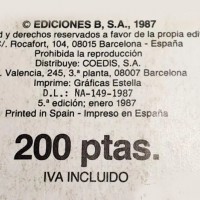 © EDICIONES B, S.A., 1987
d y derechos reservados a favor de la propia edit
C/. Rocafort, 104, 08015 Barcelona - España
Prohibida la reproducción
Distribuye: COEDIS, S.A.
. Valencia, 245, 3.ª planta, 08007 Barcelona
Imprime: Gráficas Estella
D.L.: NA-149-1987
5.ª edición; enero 1987
Printed in Spain - Impreso en España
200 ptas.
IVA INCLUIDO